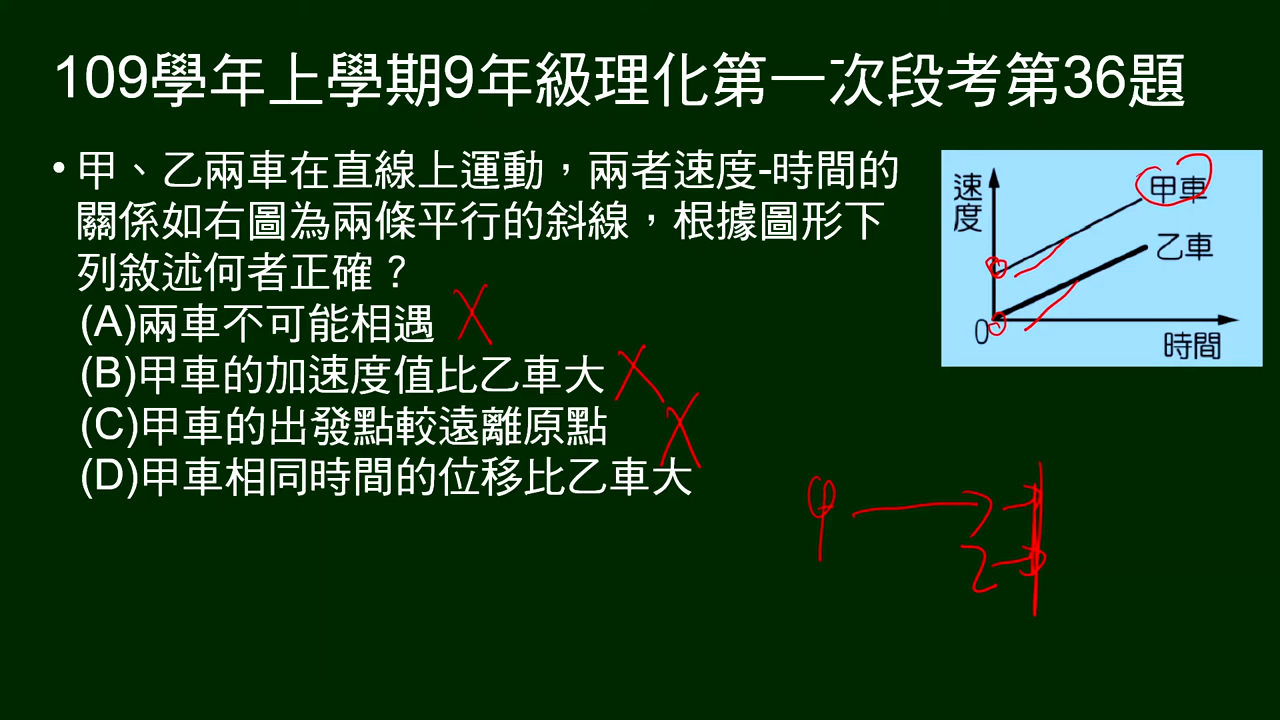 109學年上學期9年級理化第一次段考第36題
• 甲、乙兩車在直線上運動，兩者速度-時間的
關係如右圖為兩條平行的斜線，根據圖形下
列敘述何者正確？
(A)兩車不可能相遇
(B)甲車的加速度值比乙車大
(C)甲車的出發點較遠離原點
(D)甲車相同時間的位移比乙車大
速度
甲車
乙車
0
時間
甲
乙